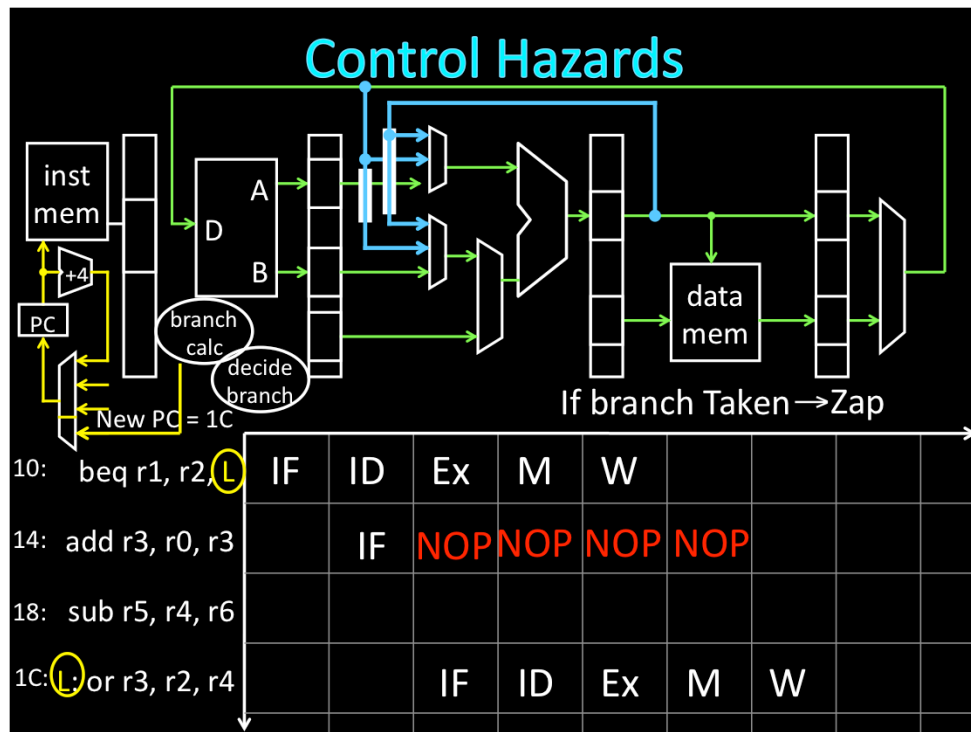 Control Hazards
inst
mem
A
D
B
+4
PC
branch
calc
decide
branch
data
mem
New PC = 1C
If branch Taken → Zap
10: beq r1, r2, L IF ID Ex M W
14: add r3, r0, r3 IF NOP NOP NOP NOP
18: sub r5, r4, r6
1C: L: or r3, r2, r4 IF ID Ex M W